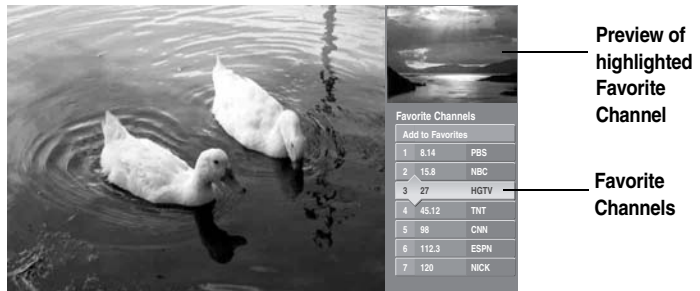 Preview of
highlighted
Favorite
Channel
Favorite Channels
Add to Favorites
1 8.14 PBS
2 15.8 NBC
3 27 HGTV
4 45.12 TNT
5 98 CNN
6 112.3 ESPN
7 120 NICK
Favorite
Channels